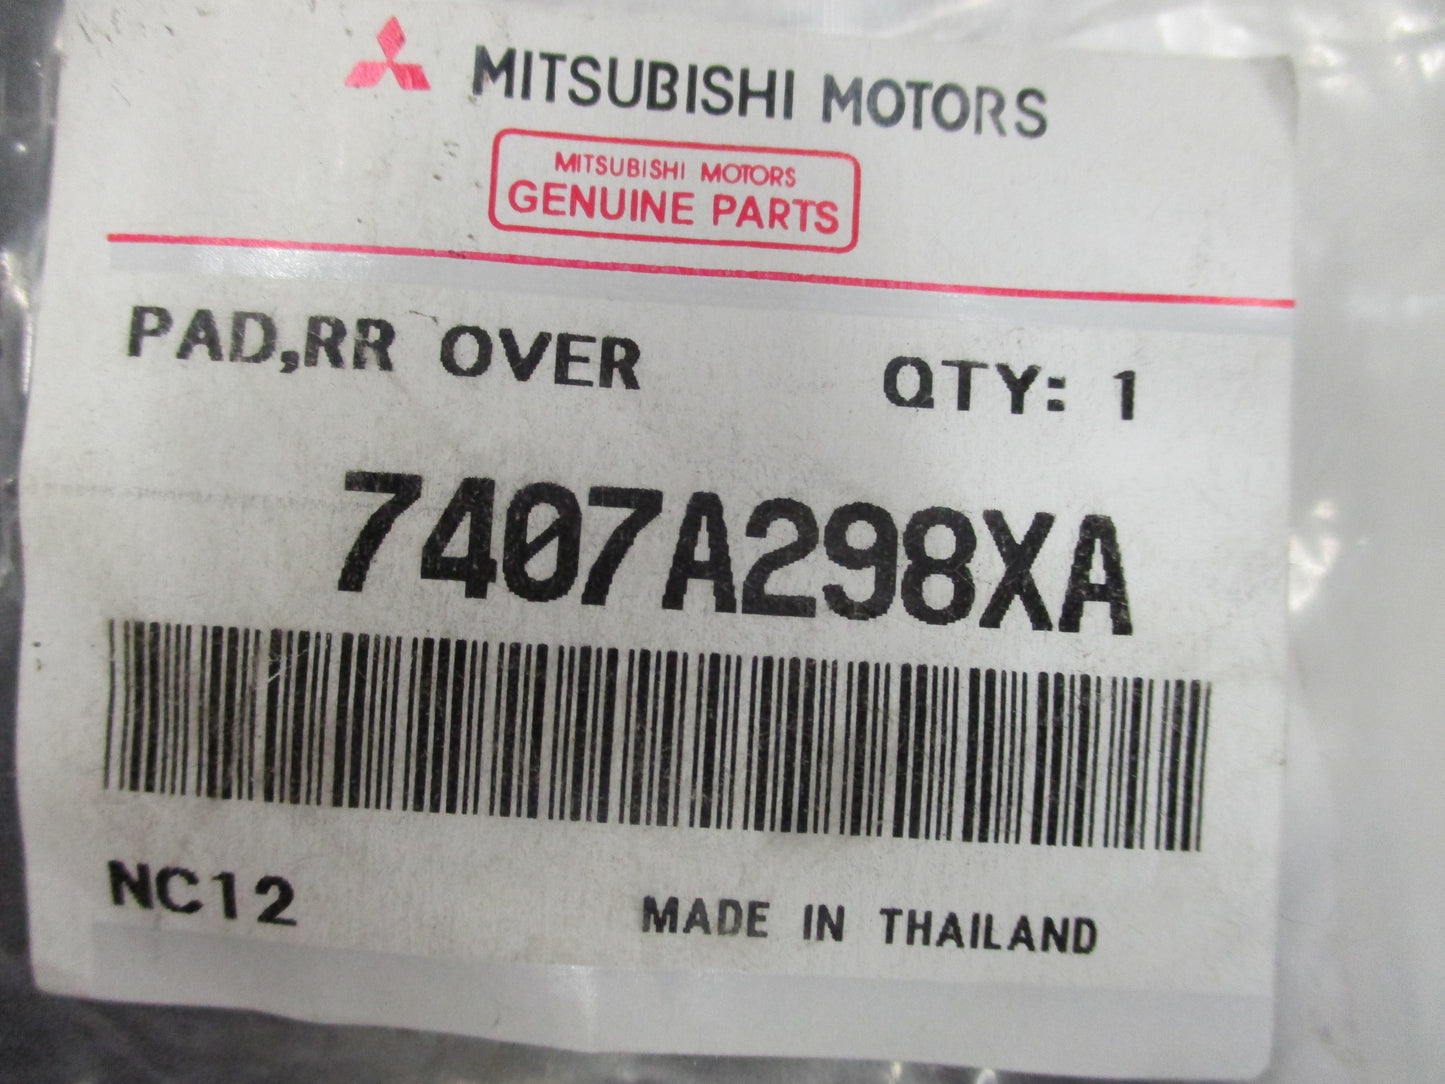 MITSUBISHI MOTORS
MITSUBISHI MOTORS
GENUINE PARTS
PAD,RR OVER QTY: 1
7407A298XA
NC12 MADE IN THAILAND